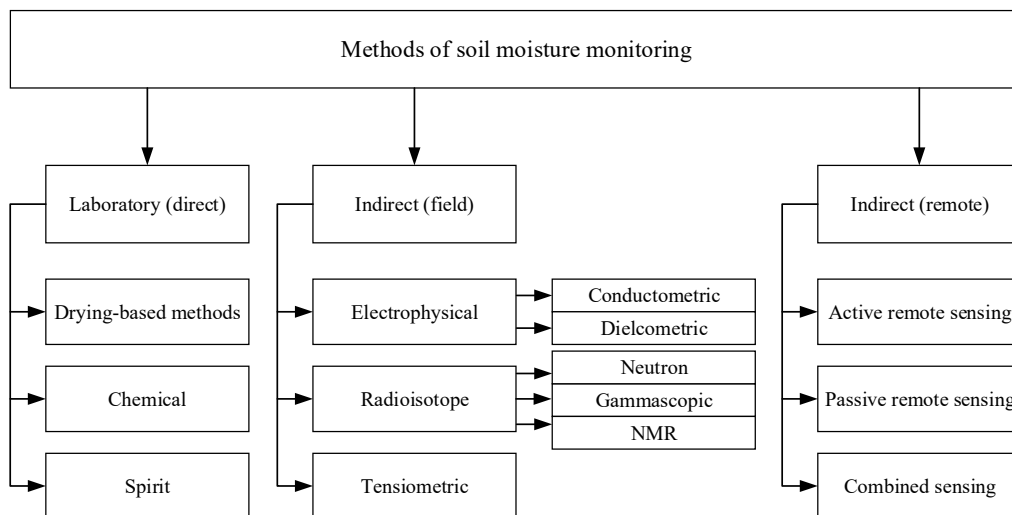 Methods of soil moisture monitoring
Laboratory (direct)
Indirect (field)
Indirect (remote)
Drying-based methods
Electrophysical
Conductometric
Dielcometric
Active remote sensing
Chemical
Radioisotope
Neutron
Gammascopic
NMR
Passive remote sensing
Spirit
Tensiometric
Combined sensing